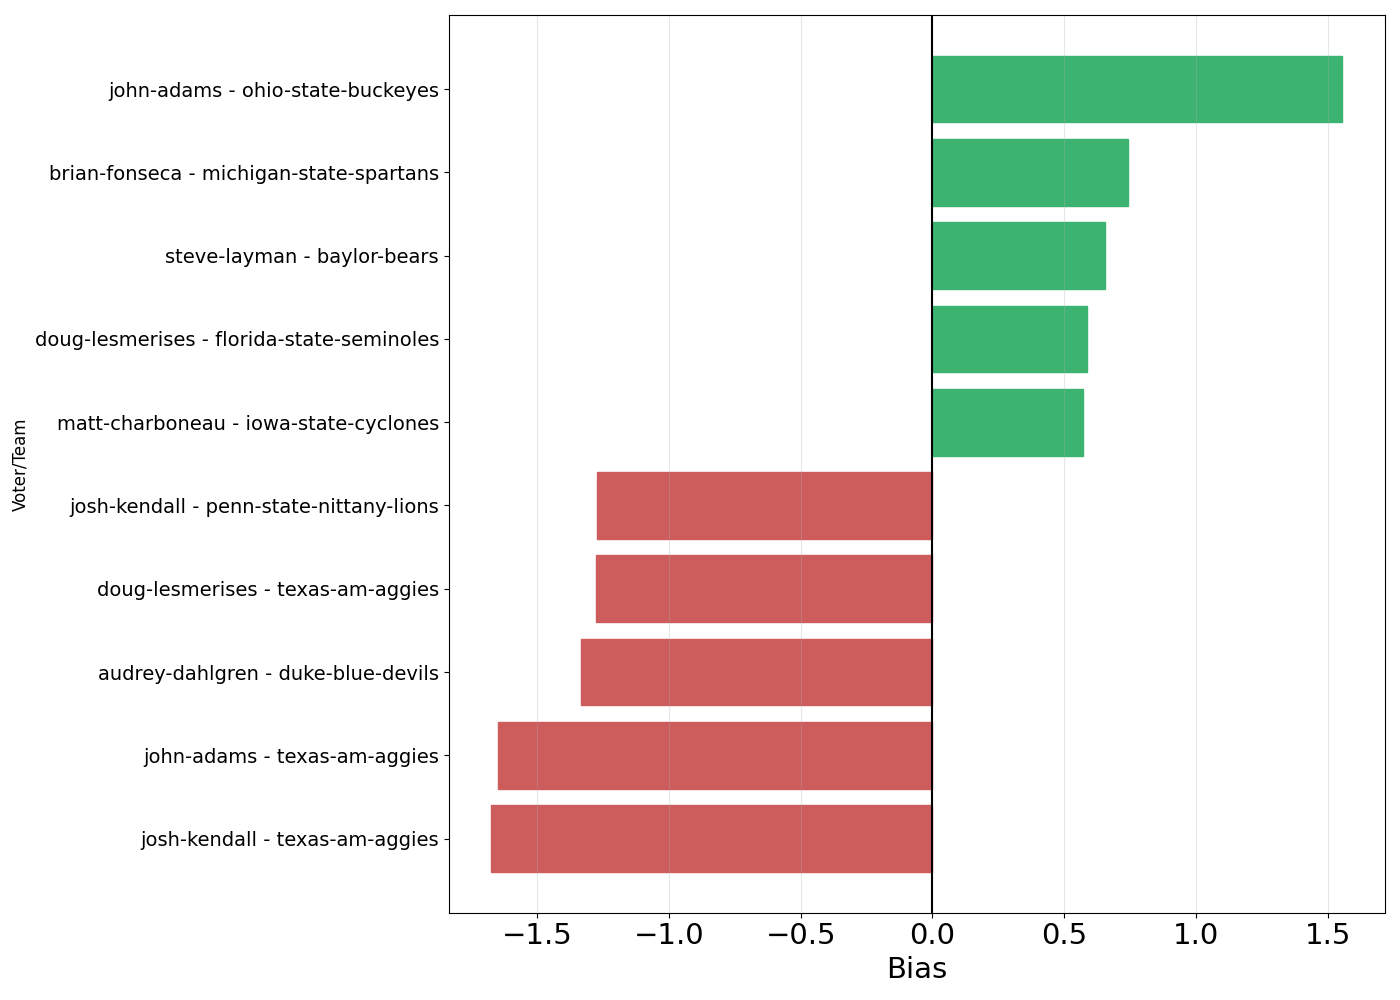 john-adams - ohio-state-buckeyes
brian-fonseca - michigan-state-spartans
steve-layman - baylor-bears
doug-lesmerises - florida-state-seminoles
matt-charboneau - iowa-state-cyclones
josh-kendall - penn-state-nittany-lions
doug-lesmerises - texas-am-aggies
audrey-dahlgren - duke-blue-devils
john-adams - texas-am-aggies
josh-kendall - texas-am-aggies
Voter/Team
−1.5 −1.0 −0.5 0.0 0.5 1.0 1.5
Bias